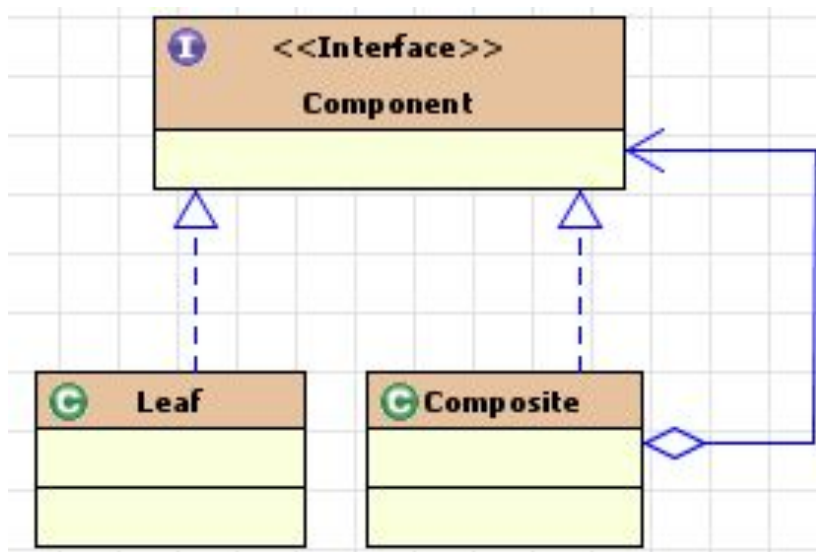 I <<Interface>>
Component
C Leaf
C Composite